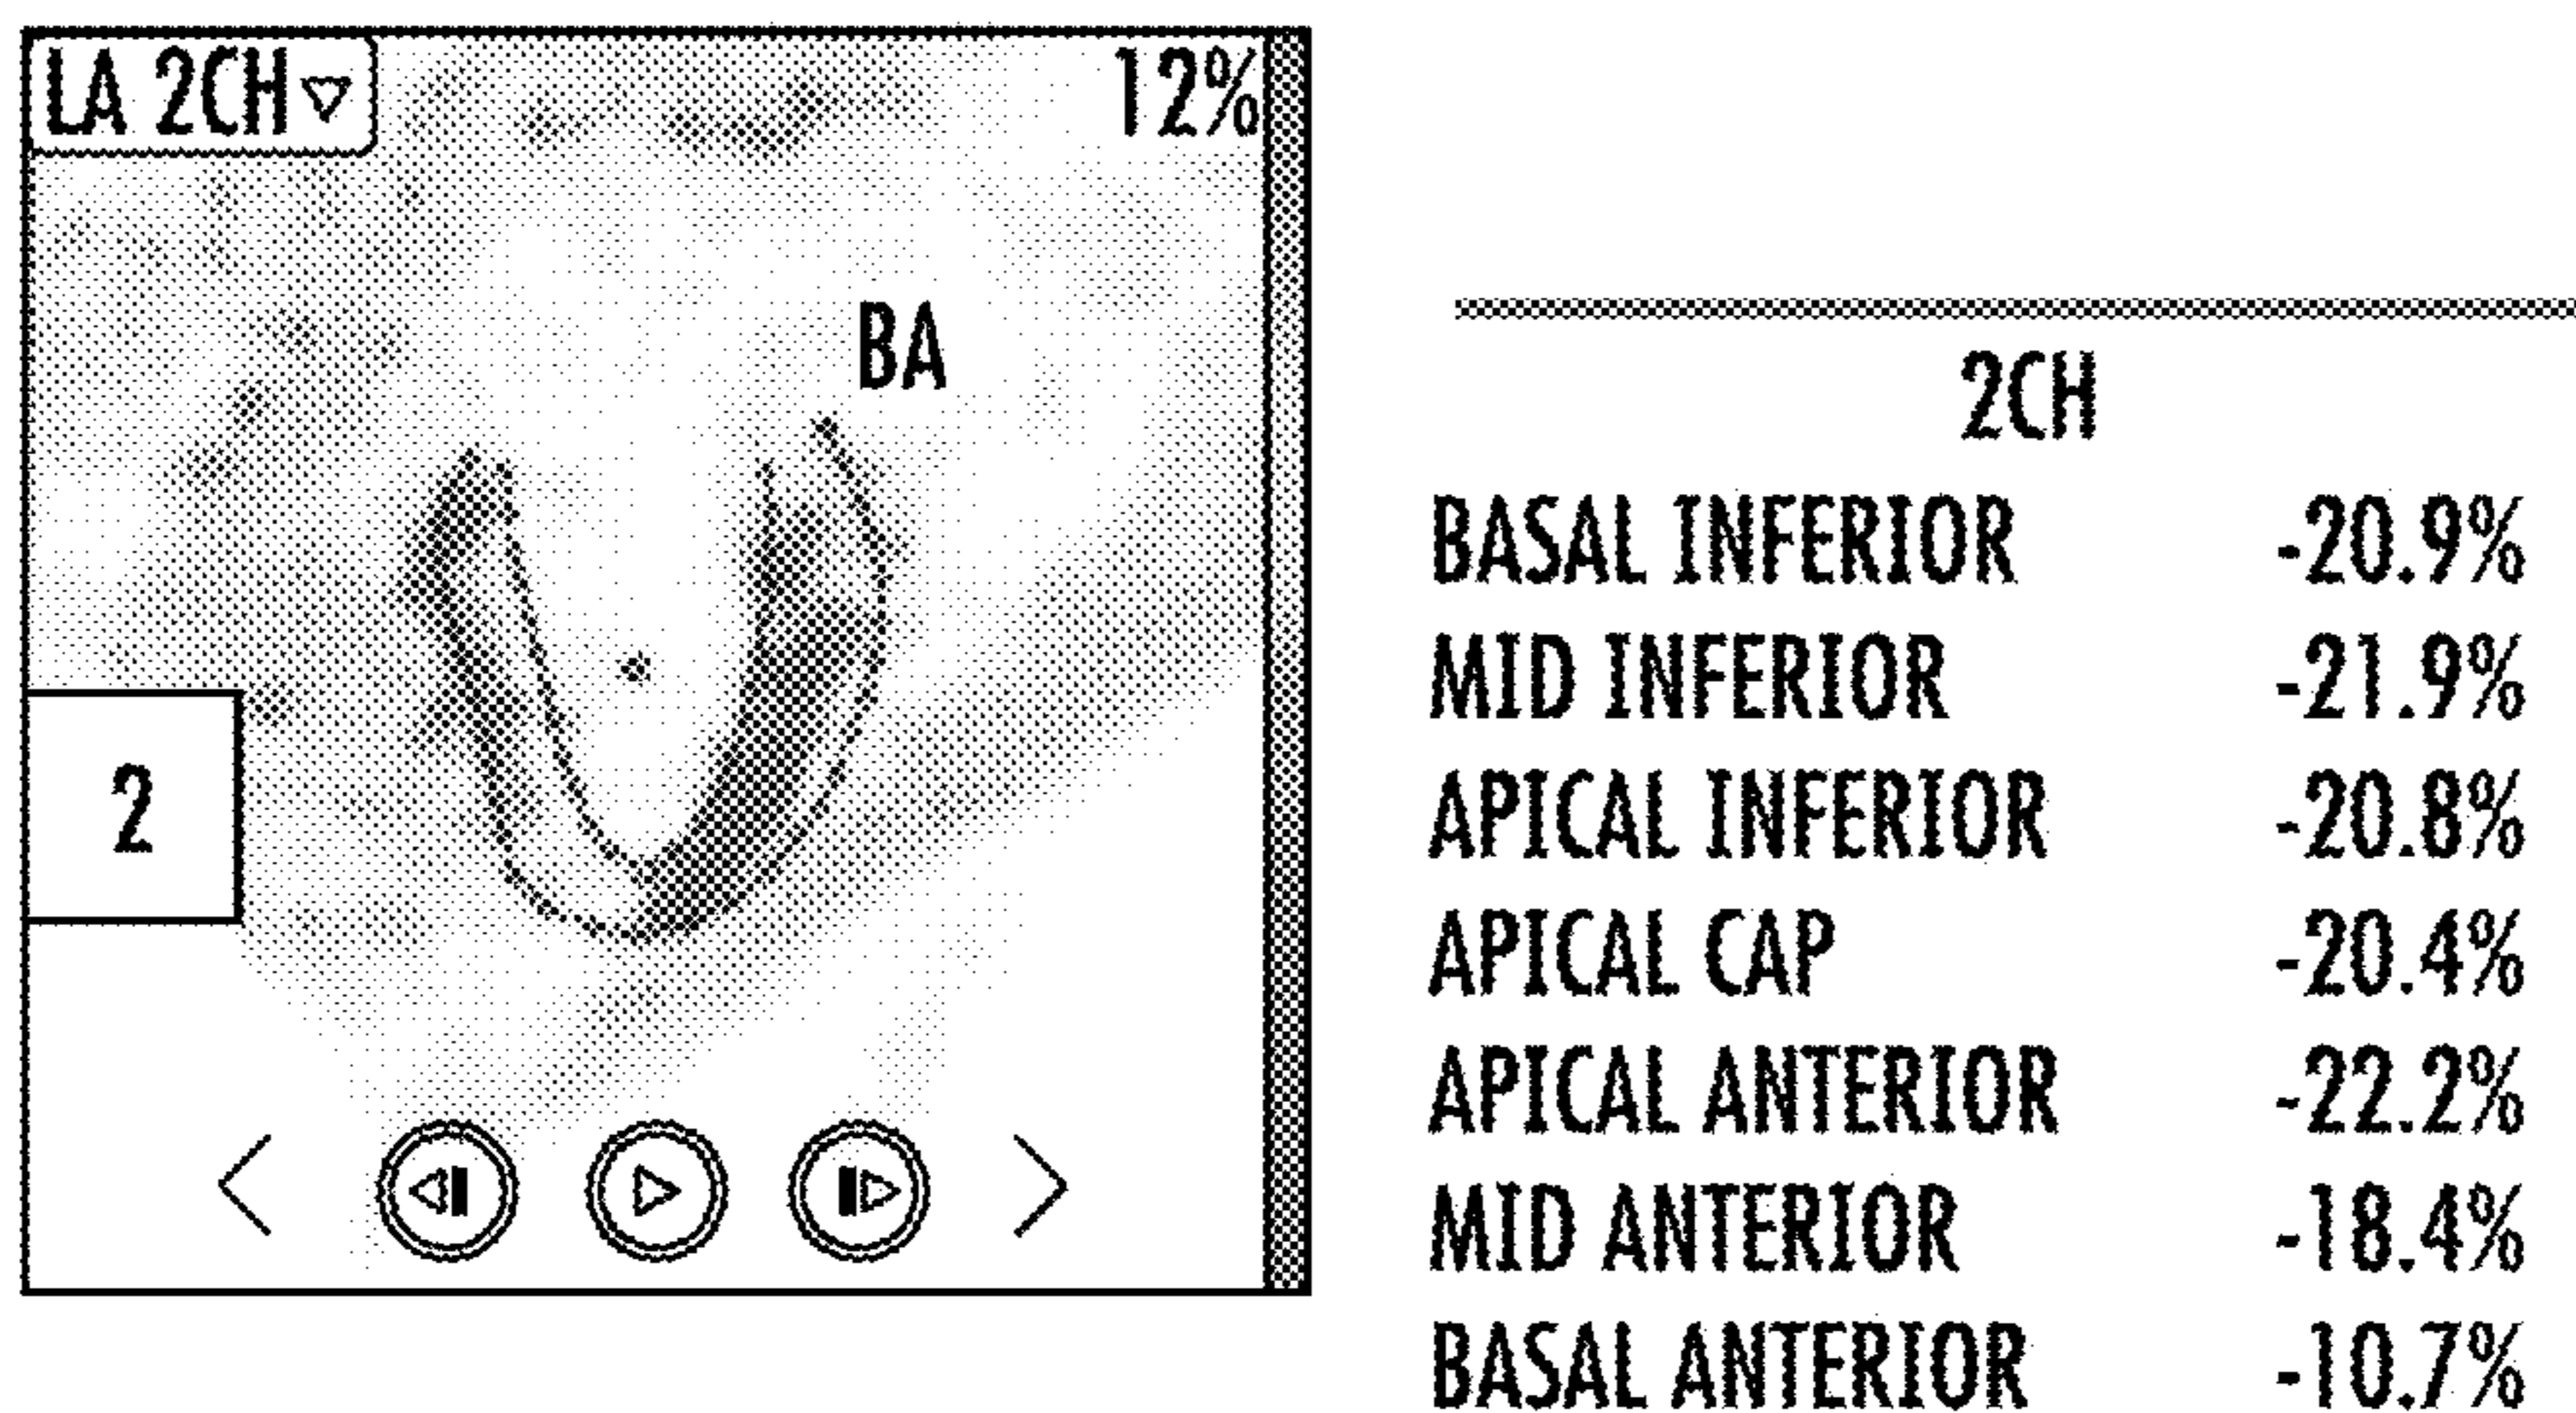 LA 2CH
12%
BA
2
2CH
BASAL INFERIOR -20.9%
MID INFERIOR -21.9%
APICAL INFERIOR -20.8%
APICAL CAP -20.4%
APICAL ANTERIOR -22.2%
MID ANTERIOR -18.4%
BASAL ANTERIOR -10.7%